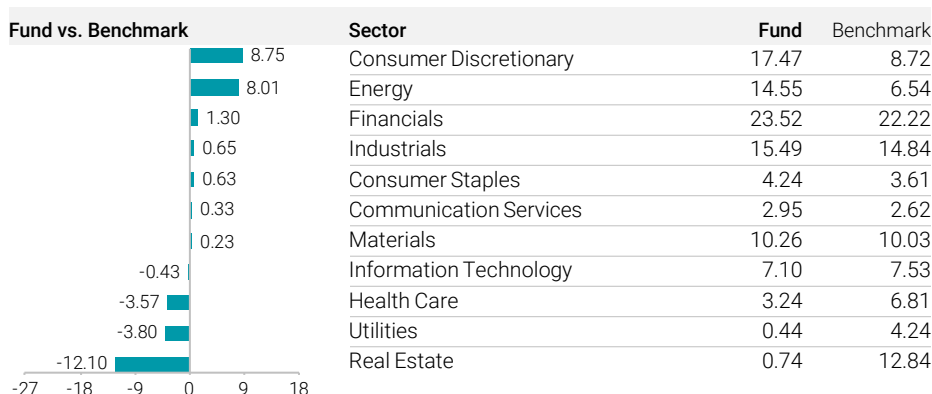 Fund vs. Benchmark Sector Fund Benchmark
8.75 Consumer Discretionary 17.47 8.72
8.01 Energy 14.55 6.54
1.30 Financials 23.52 22.22
0.65 Industrials 15.49 14.84
0.63 Consumer Staples 4.24 3.61
0.33 Communication Services 2.95 2.62
0.23 Materials 10.26 10.03
-0.43 Information Technology 7.10 7.53
-3.57 Health Care 3.24 6.81
-3.80 Utilities 0.44 4.24
-12.10 Real Estate 0.74 12.84
-27 -18 -9 0 9 18